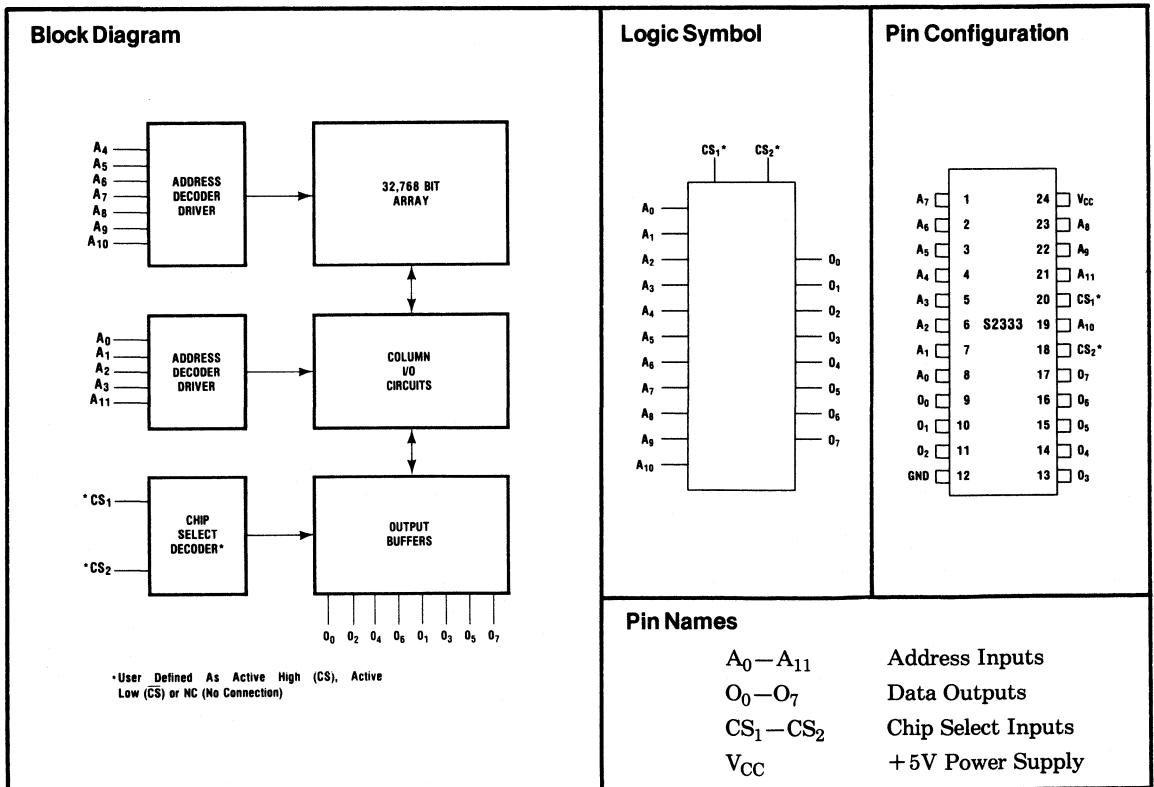 Block Diagram
A4
A5
A6
A7
A8
A9
A10
ADDRESS
DECODER
DRIVER
32,768 BIT
ARRAY
A0
A1
A2
A3
A11
ADDRESS
DECODER
DRIVER
COLUMN
I/O
CIRCUITS
*CS1
*CS2
CHIP
SELECT
DECODER*
OUTPUT
BUFFERS
O0 O2 O4 O6 O1 O3 O5 O7
*User Defined As Active High (CS), Active
Low (C̅S̅) or NC (No Connection)
Logic Symbol
CS1* CS2*
A0
A1
A2
A3
A4
A5
A6
A7
A8
A9
A10
O0
O1
O2
O3
O4
O5
O6
O7
Pin Configuration
A7 1 24 VCC
A6 2 23 A8
A5 3 22 A9
A4 4 21 A11
A3 5 20 CS1*
A2 6 S2333 19 A10
A1 7 18 CS2*
A0 8 17 O7
O0 9 16 O6
O1 10 15 O5
O2 11 14 O4
GND 12 13 O3
Pin Names
A0—A11 Address Inputs
O0—O7 Data Outputs
CS1—CS2 Chip Select Inputs
VCC +5V Power Supply